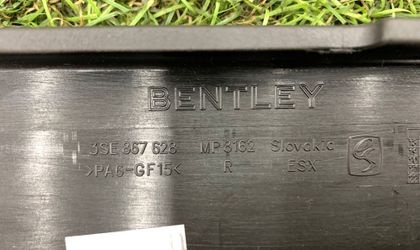 BENTLEY
3SE 867 628 MP 8162 Slovakia
>PA6-GF15< R ESX